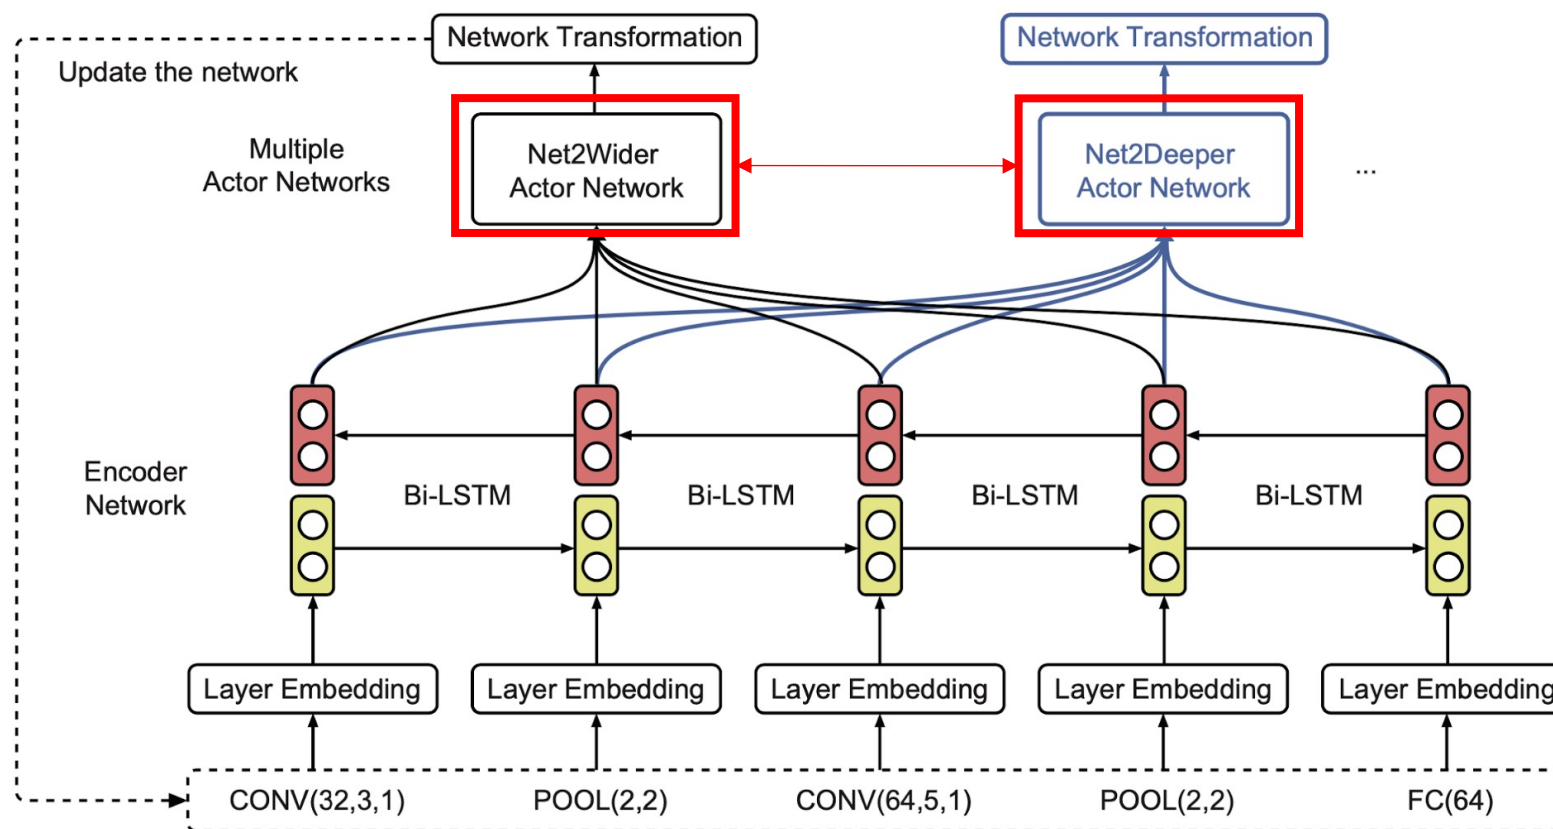 Network Transformation
Network Transformation
Update the network
Multiple
Actor Networks
Net2Wider
Actor Network
Net2Deeper
Actor Network
...
Encoder
Network
Bi-LSTM
Bi-LSTM
Bi-LSTM
Bi-LSTM
Layer Embedding
Layer Embedding
Layer Embedding
Layer Embedding
Layer Embedding
CONV(32,3,1)
POOL(2,2)
CONV(64,5,1)
POOL(2,2)
FC(64)